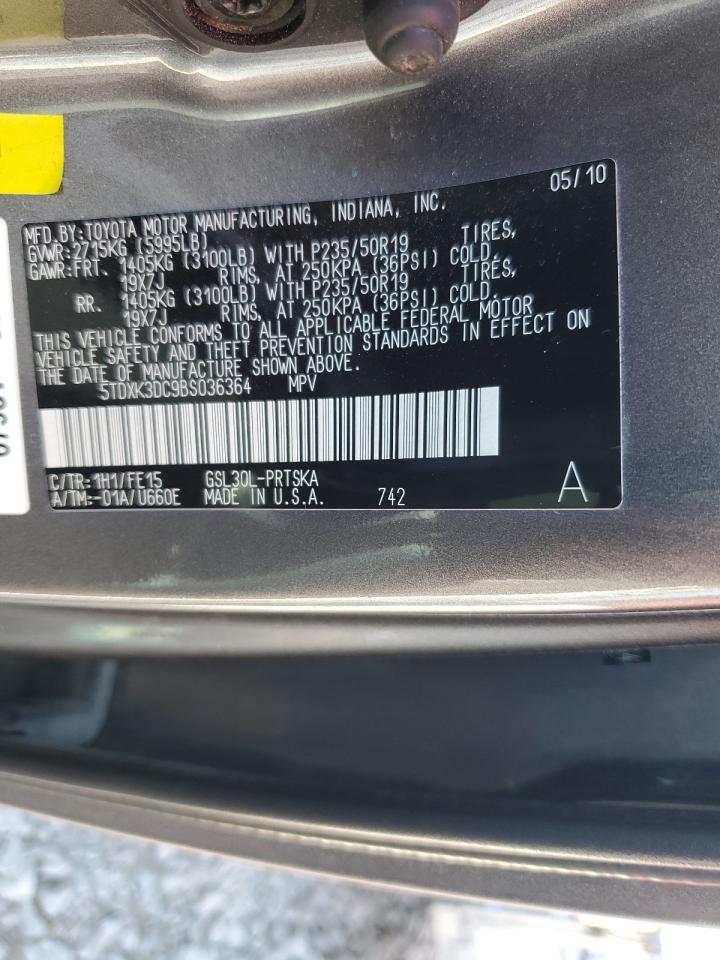 05/10
MFD.BY:TOYOTA MOTOR MANUFACTURING, INDIANA, INC.
GVWR:2715KG (5995LB)
GAWR:FRT. 1405KG (3100LB) WITH P235/50R19 TIRES,
19X7J RIMS, AT 250KPA (36PSI) COLD.
RR. 1405KG (3100LB) WITH P235/50R19 TIRES,
19X7J RIMS, AT 250KPA (36PSI) COLD.
THIS VEHICLE CONFORMS TO ALL APPLICABLE FEDERAL MOTOR
VEHICLE SAFETY AND THEFT PREVENTION STANDARDS IN EFFECT ON
THE DATE OF MANUFACTURE SHOWN ABOVE.
5TDXK3DC9BS036364 MPV
C/TR:1H1/FE15 GSL30L-PRTSKA
A/TM:-01A/U660E MADE IN U.S.A. 742 A